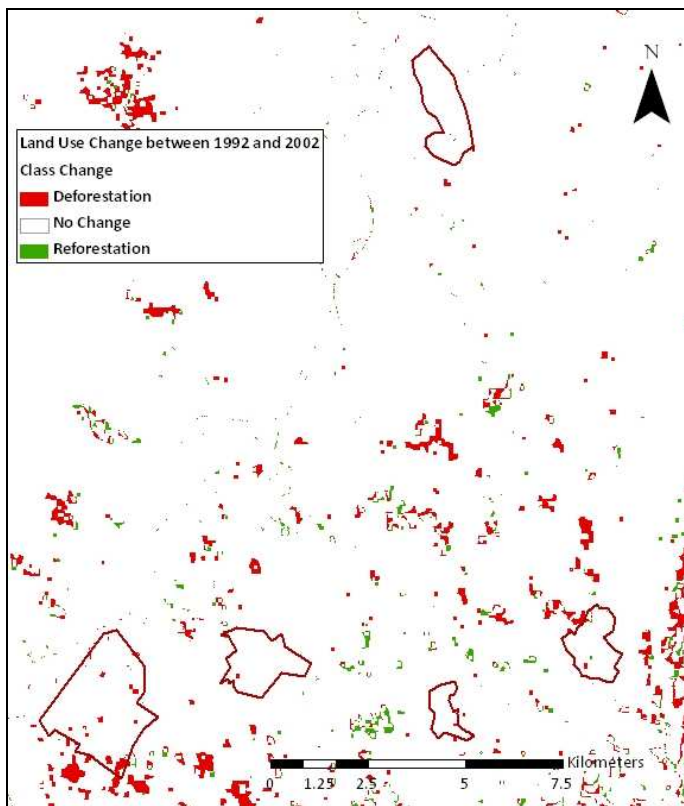 N
Land Use Change between 1992 and 2002
Class Change
Deforestation
No Change
Reforestation
Kilometers
0 1.25 2.5 5 7.5